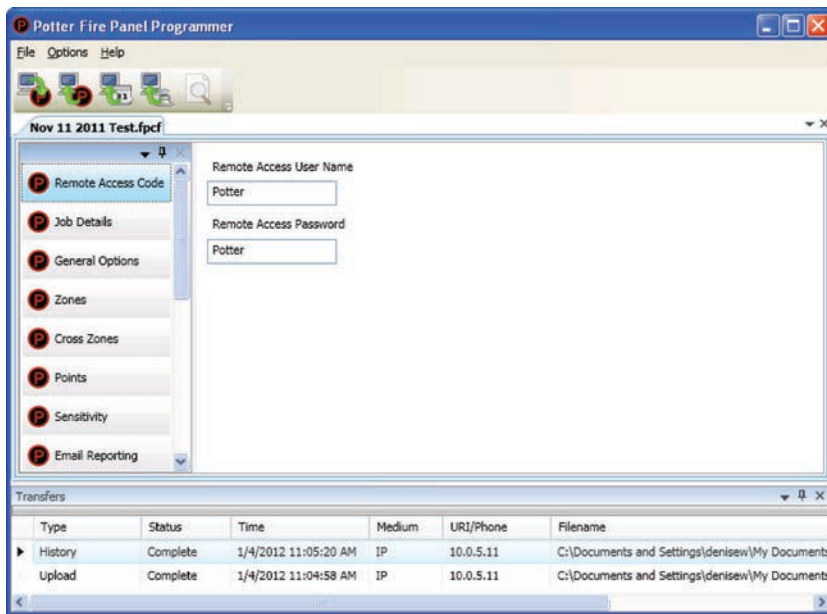 Potter Fire Panel Programmer
File Options Help
Nov 11 2011 Test.fpcf
Remote Access Code
Job Details
General Options
Zones
Cross Zones
Points
Sensitivity
Email Reporting
Remote Access User Name
Potter
Remote Access Password
Potter
Transfers
Type Status Time Medium URI/Phone Filename
History Complete 1/4/2012 11:05:20 AM IP 10.0.5.11 C:\Documents and Settings\denisew\My Documents
Upload Complete 1/4/2012 11:04:58 AM IP 10.0.5.11 C:\Documents and Settings\denisew\My Documents